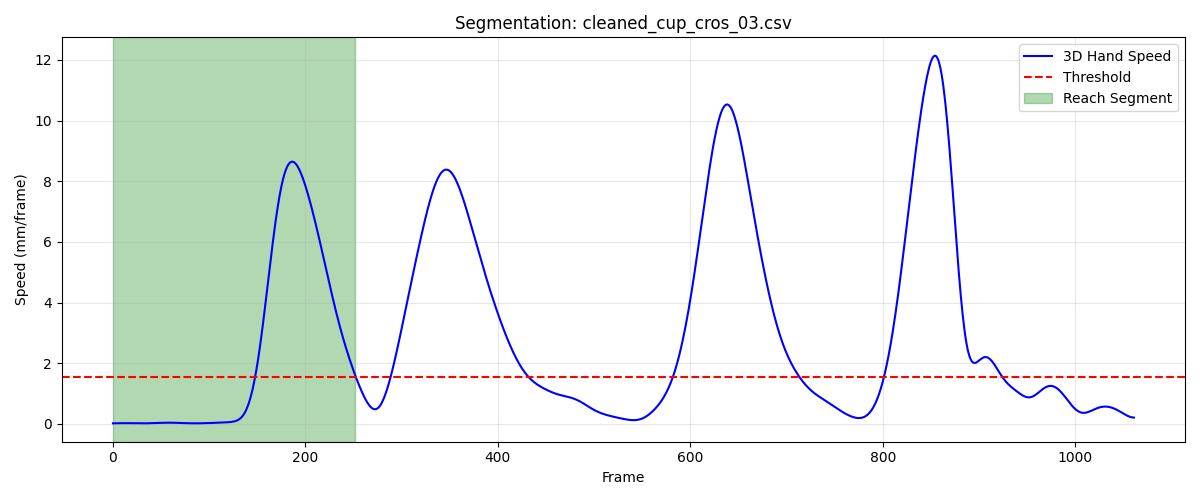 Segmentation: cleaned_cup_cros_03.csv
3D Hand Speed
Threshold
Reach Segment
Speed (mm/frame)
12
10
8
6
4
2
0
0 200 400 600 800 1000
Frame